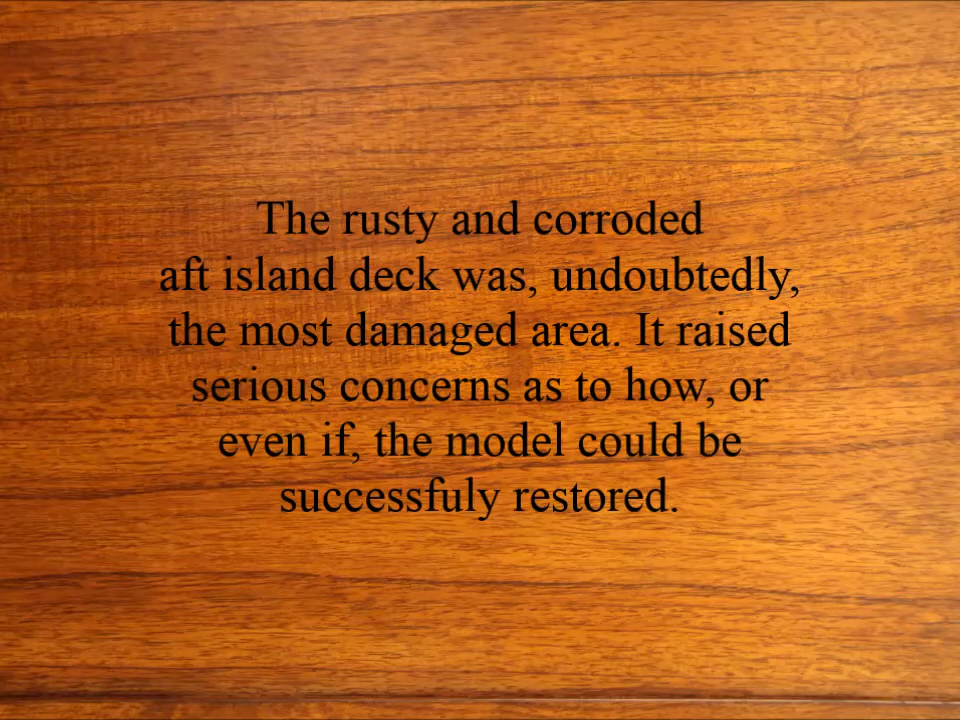 The rusty and corroded
aft island deck was, undoubtedly,
the most damaged area. It raised
serious concerns as to how, or
even if, the model could be
successfuly restored.